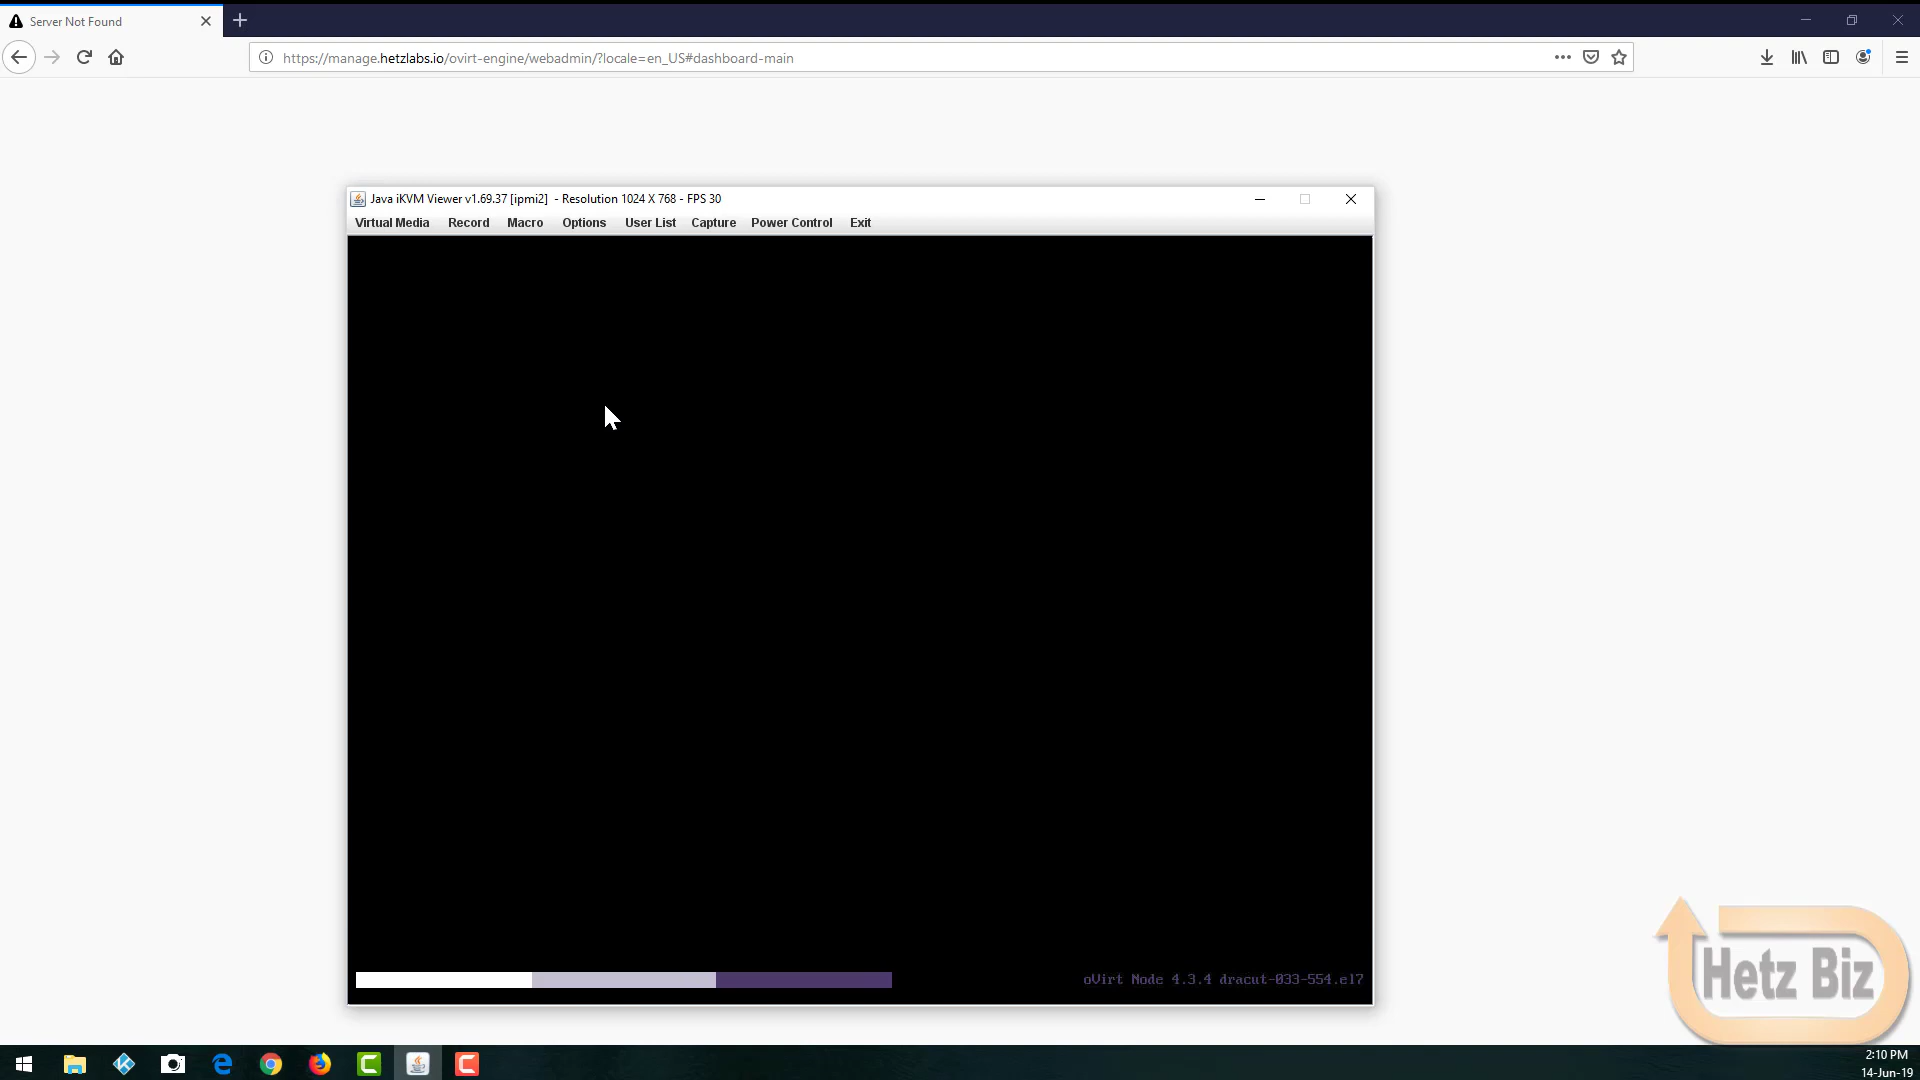 Server Not Found
https://manage.hetzlabs.io/ovirt-engine/webadmin/?locale=en_US#dashboard-main
Java iKVM Viewer v1.69.37 [ipmi2] - Resolution 1024 X 768 - FPS 30
Virtual Media Record Macro Options User List Capture Power Control Exit
oVirt Node 4.3.4 dracut-033-554.el7
Hetz Biz
2:10 PM
14-Jun-19